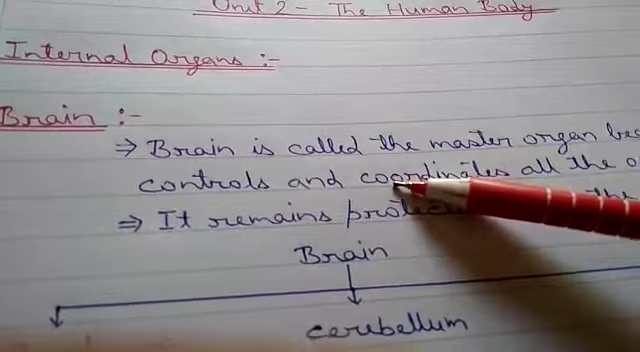 Unit 2 - The Human Body
Internal Organs :-
Brain :-
⇒ Brain is called the master organ
controls and coordinates all the
⇒ It remains the
Brain
cerebellum